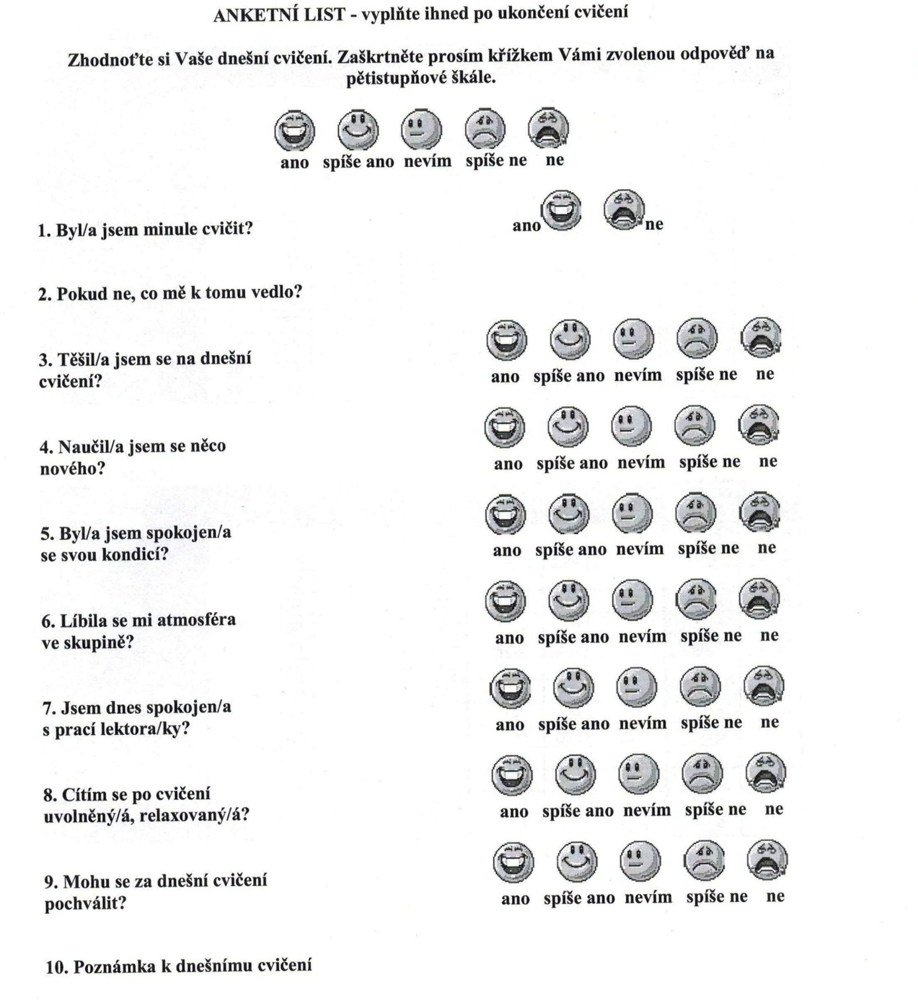 ANKETNÍ LIST - vyplňte ihned po ukončení cvičení
Zhodnoťte si Vaše dnešní cvičení. Zaškrtněte prosím křížkem Vámi zvolenou odpověď na
pětistupňové škále.
ano spíše ano nevím spíše ne ne
1. Byl/a jsem minule cvičit?
ano ne
2. Pokud ne, co mě k tomu vedlo?
3. Těšil/a jsem se na dnešní
cvičení?
ano spíše ano nevím spíše ne ne
4. Naučil/a jsem se něco
nového?
ano spíše ano nevím spíše ne ne
5. Byl/a jsem spokojen/a
se svou kondicí?
ano spíše ano nevím spíše ne ne
6. Líbila se mi atmosféra
ve skupině?
ano spíše ano nevím spíše ne ne
7. Jsem dnes spokojen/a
s prací lektora/ky?
ano spíše ano nevím spíše ne ne
8. Cítím se po cvičení
uvolněný/á, relaxovaný/á?
ano spíše ano nevím spíše ne ne
9. Mohu se za dnešní cvičení
pochválit?
ano spíše ano nevím spíše ne ne
10. Poznámka k dnešnímu cvičení